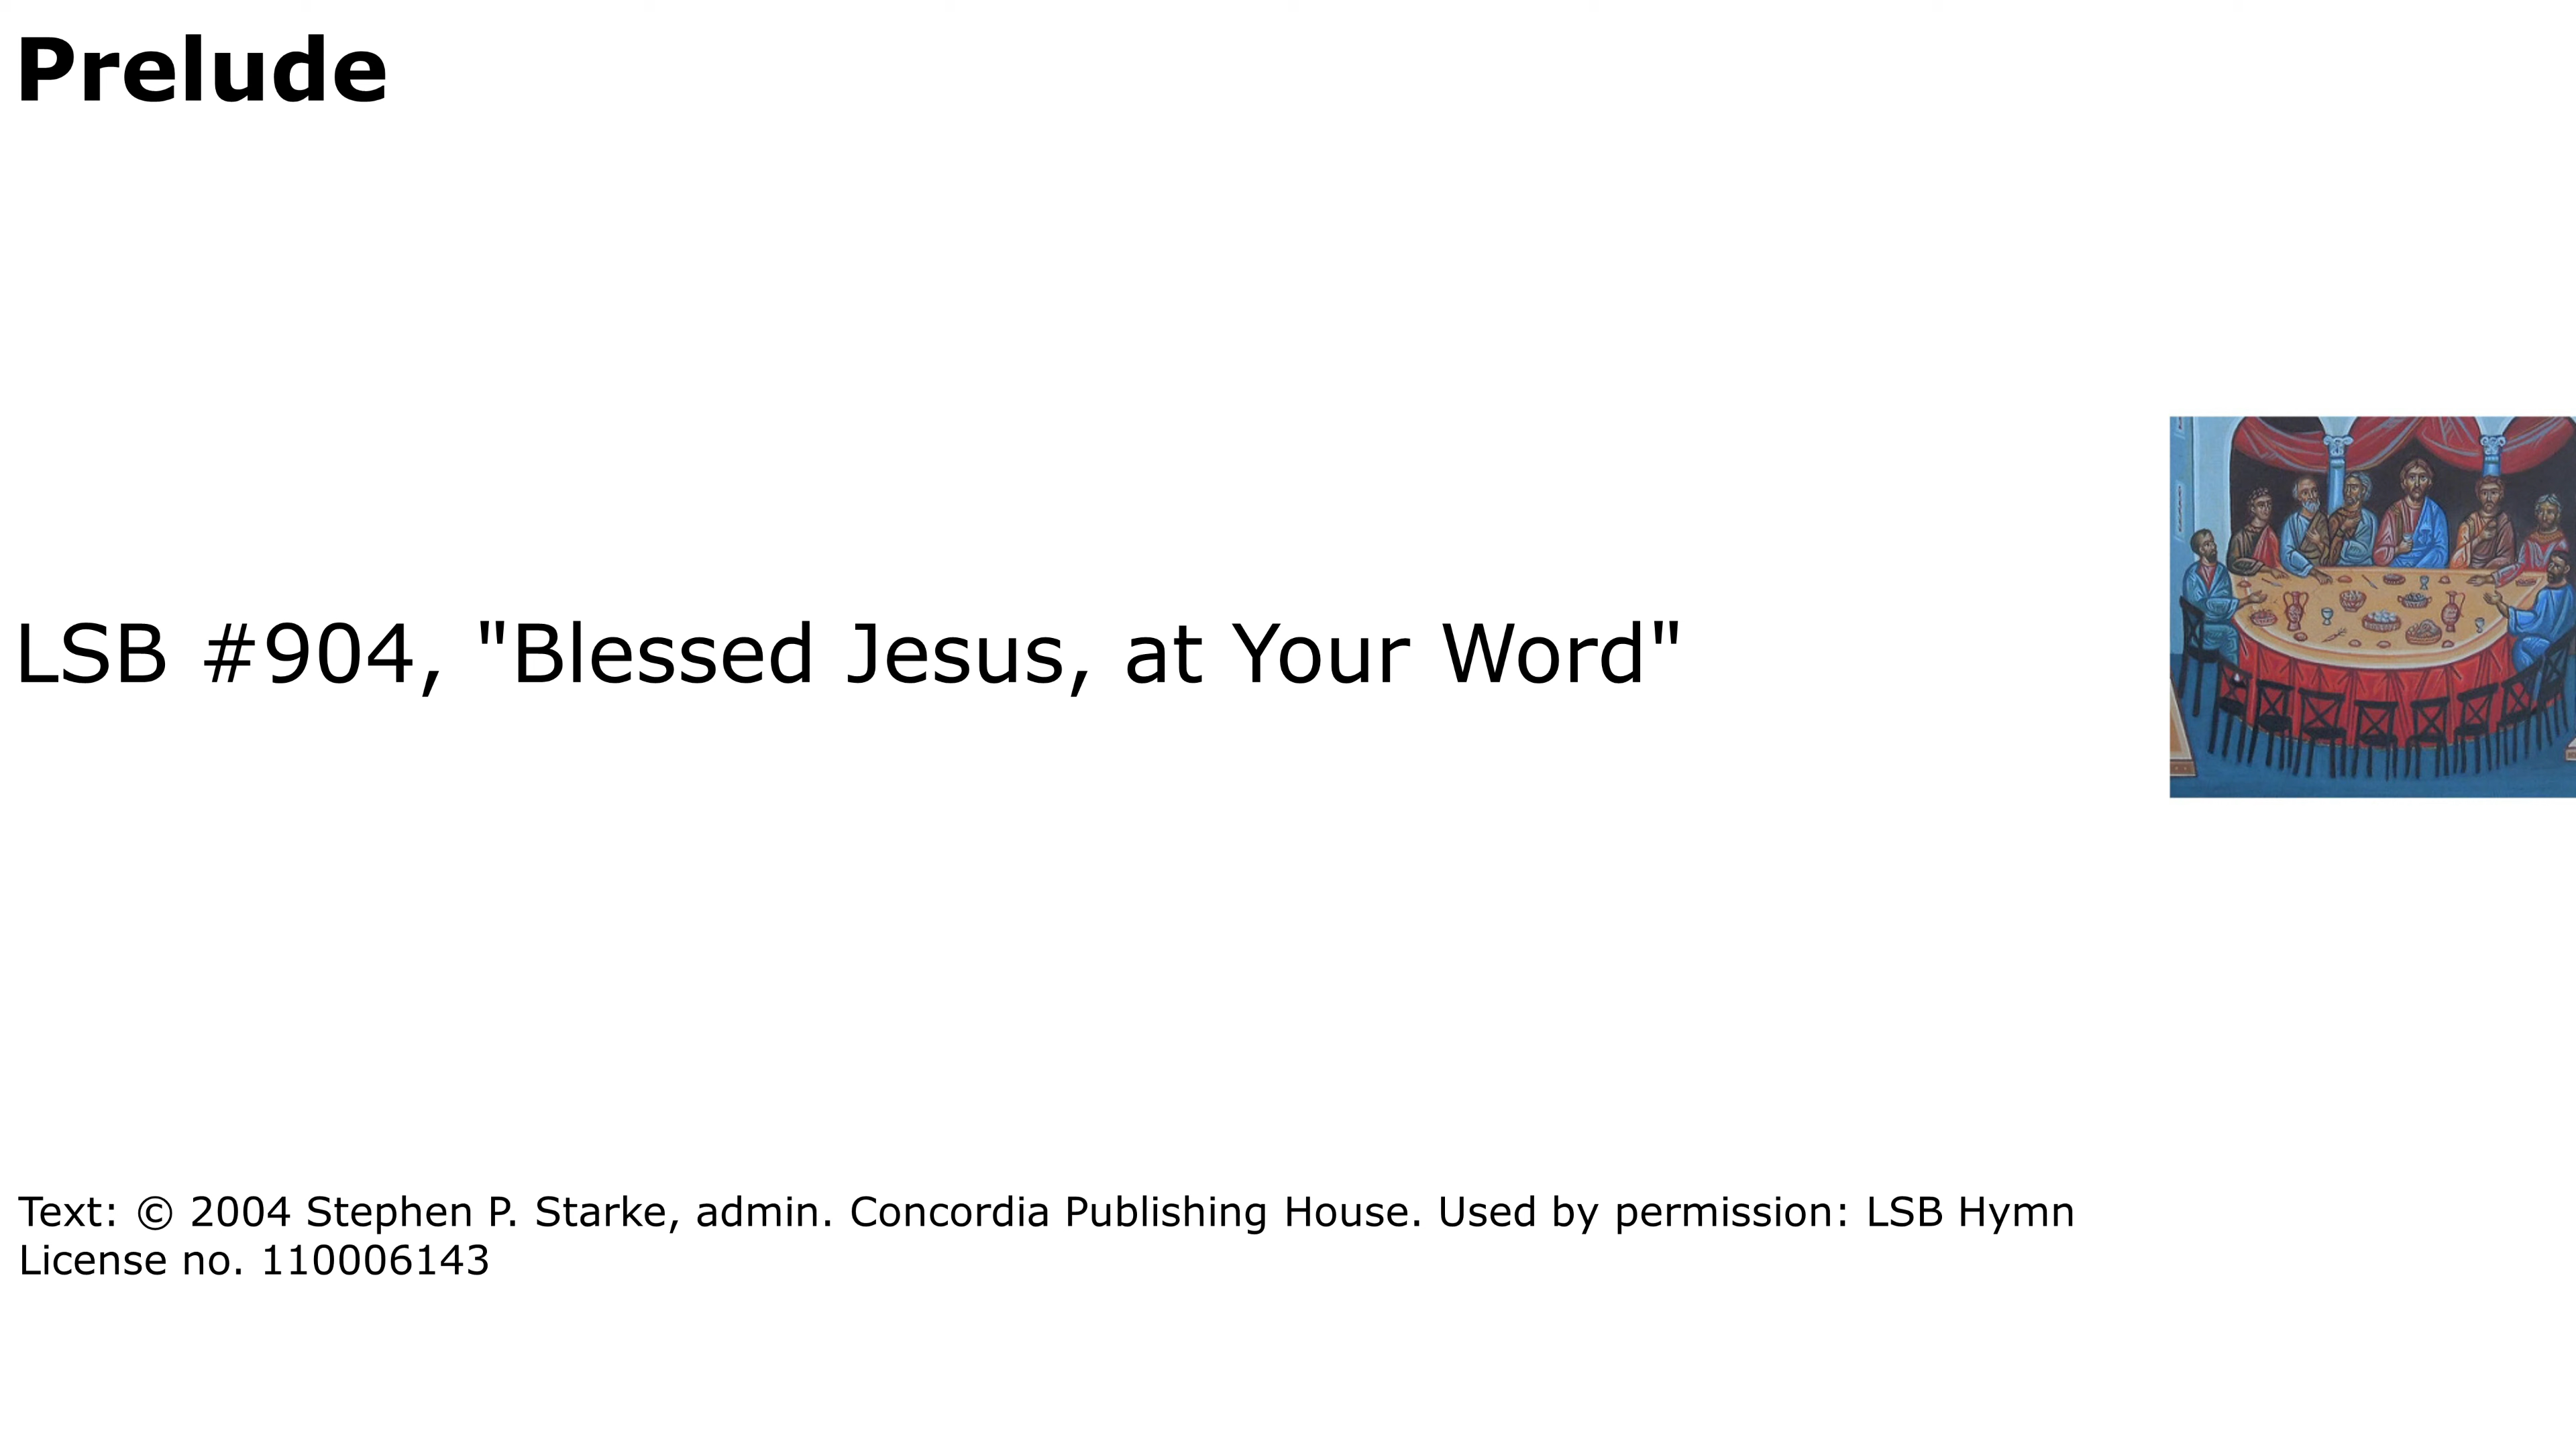 Prelude
LSB #904, "Blessed Jesus, at Your Word"
Text: © 2004 Stephen P. Starke, admin. Concordia Publishing House. Used by permission: LSB Hymn
License no. 110006143